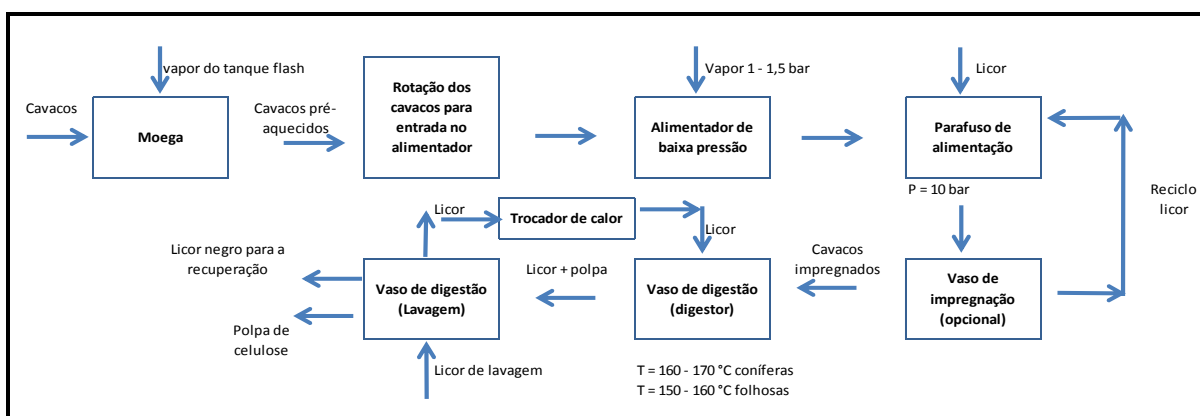 vapor do tanque flash
Cavacos
Moega
Cavacos pré-
aquecidos
Rotação dos
cavacos para
entrada no
alimentador
Vapor 1 - 1,5 bar
Alimentador de
baixa pressão
Licor
Parafuso de
alimentação
P = 10 bar
Reciclo
licor
Licor
Trocador de calor
Licor
Licor negro para a
recuperação
Vaso de digestão
(Lavagem)
Licor + polpa
Vaso de digestão
(digestor)
Cavacos
impregnados
Vaso de
impregnação
(opcional)
Polpa de
celulose
Licor de lavagem
T = 160 - 170 °C coníferas
T = 150 - 160 °C folhosas